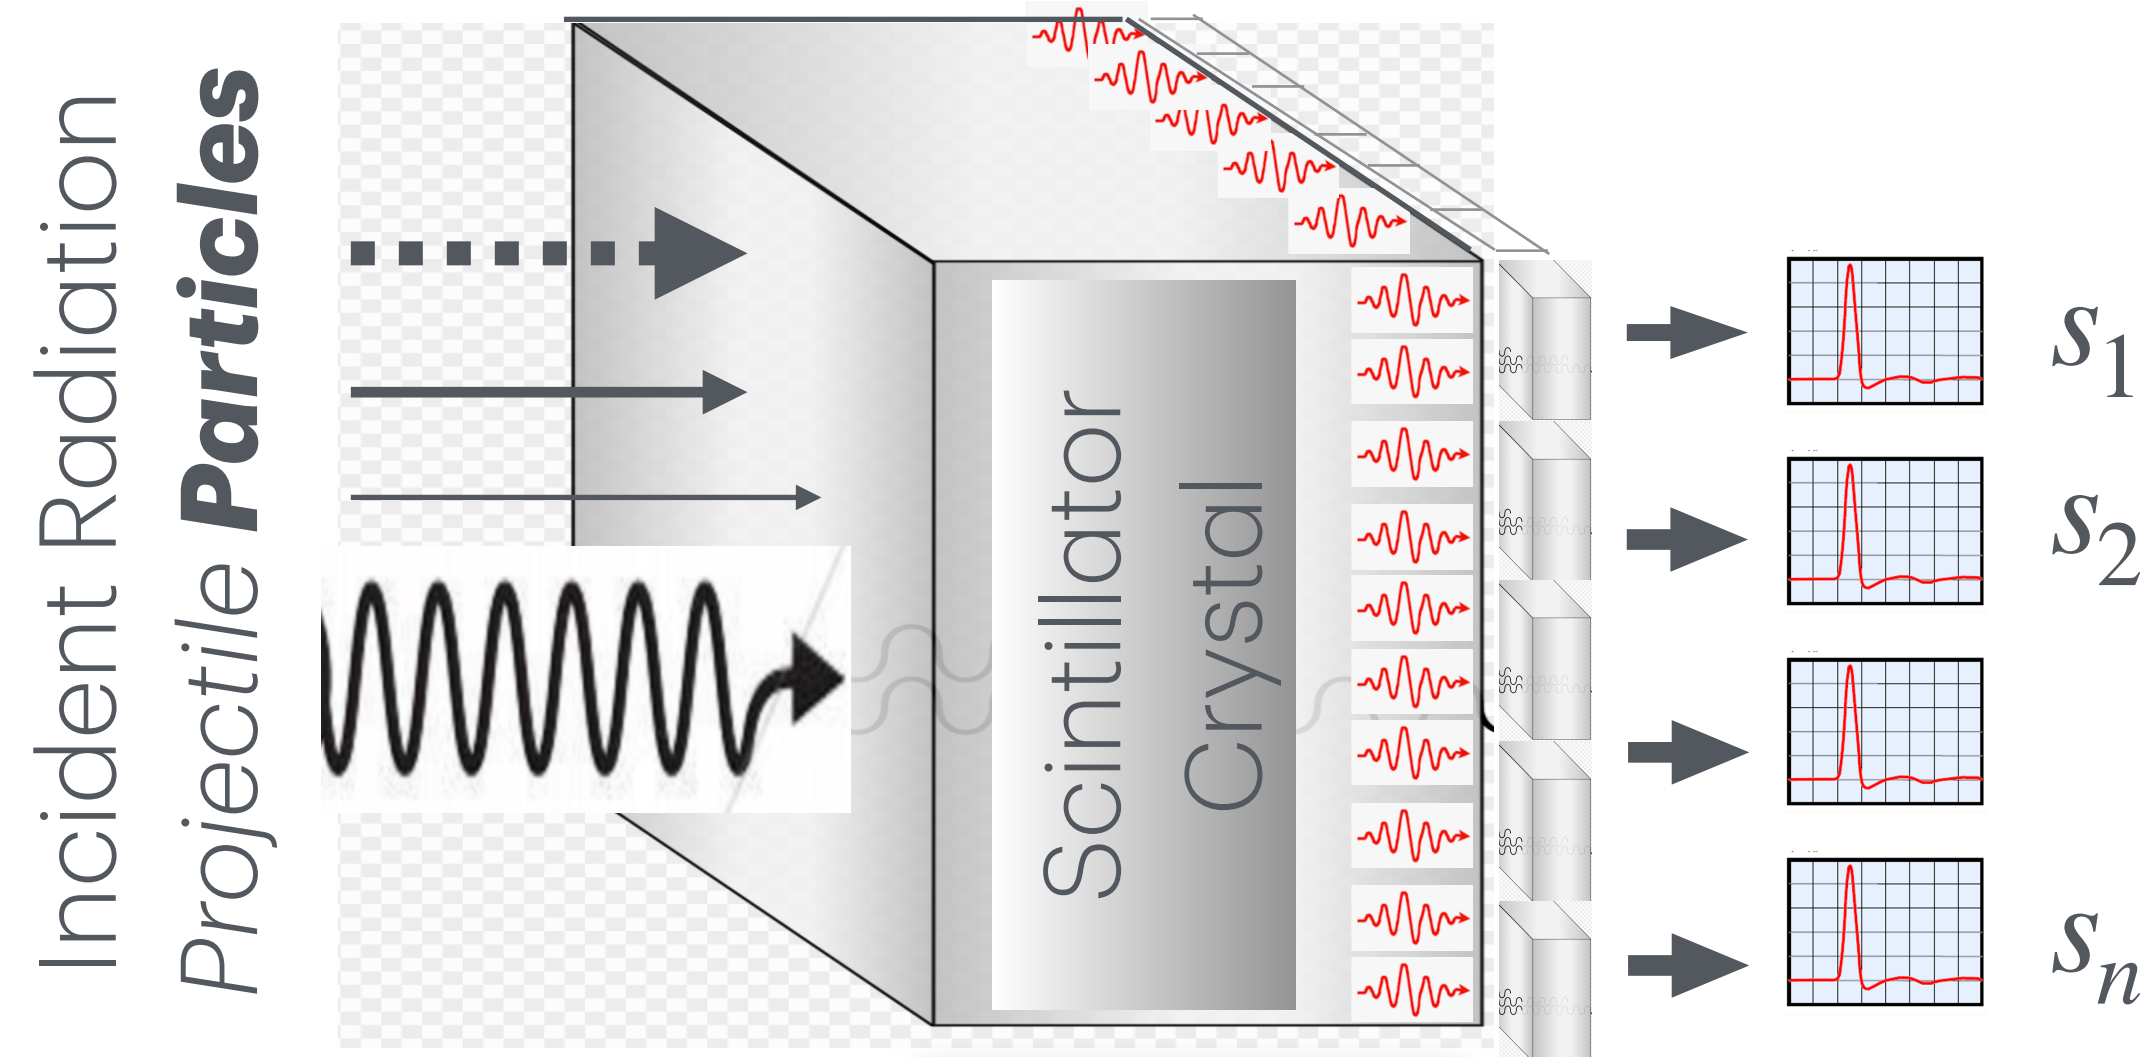 Incident Radiation
Projectile Particles
Scintillator
Crystal
s1
s2
sn